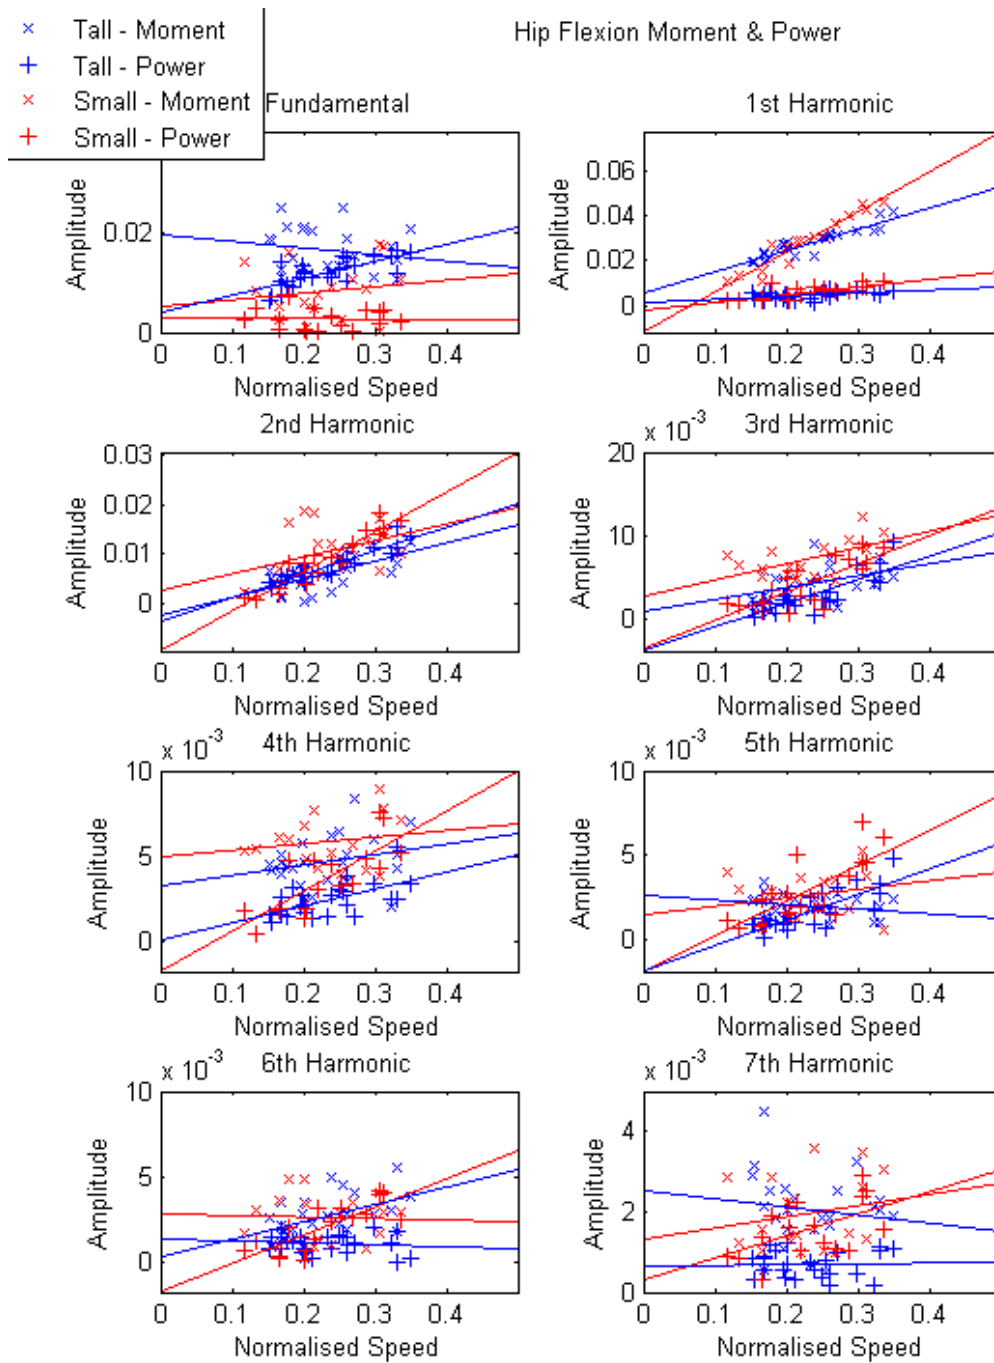 Tall - Moment
Tall - Power
Small - Moment
Small - Power
Hip Flexion Moment & Power
Fundamental
Amplitude
0.02
0
0 0.1 0.2 0.3 0.4
Normalised Speed
1st Harmonic
Amplitude
0.06
0.04
0.02
0
0 0.1 0.2 0.3 0.4
Normalised Speed
2nd Harmonic
Amplitude
0.03
0.02
0.01
0
0 0.1 0.2 0.3 0.4
Normalised Speed
x 10-3
3rd Harmonic
Amplitude
20
10
0
0 0.1 0.2 0.3 0.4
Normalised Speed
x 10-3
4th Harmonic
Amplitude
10
5
0
0 0.1 0.2 0.3 0.4
Normalised Speed
x 10-3
5th Harmonic
Amplitude
10
5
0
0 0.1 0.2 0.3 0.4
Normalised Speed
x 10-3
6th Harmonic
Amplitude
10
5
0
0 0.1 0.2 0.3 0.4
Normalised Speed
x 10-3
7th Harmonic
Amplitude
4
2
0
0 0.1 0.2 0.3 0.4
Normalised Speed